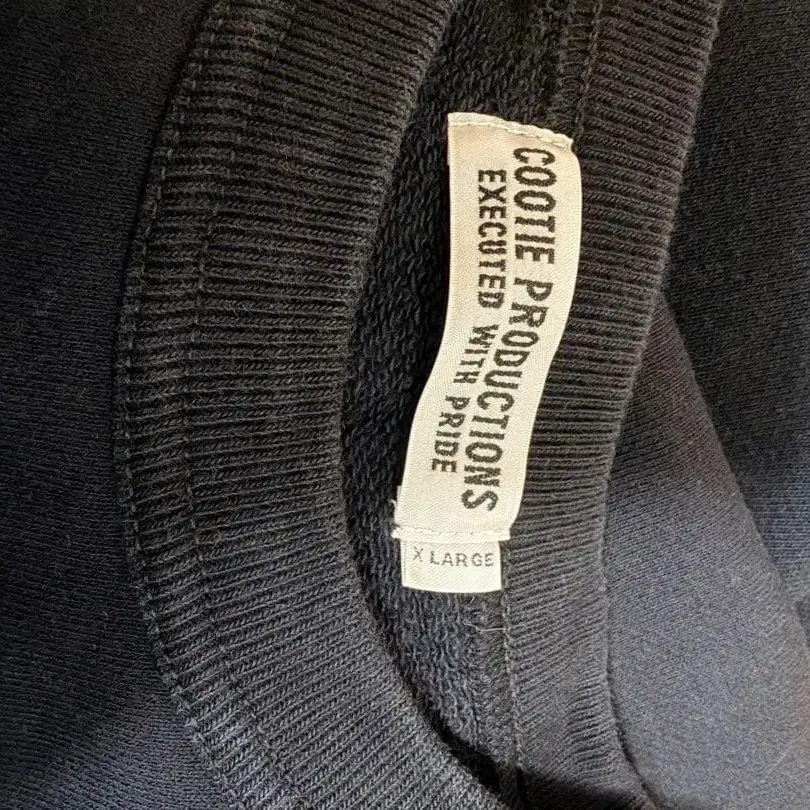 COOTIE PRODUCTIONS
EXECUTED WITH PRIDE
X LARGE